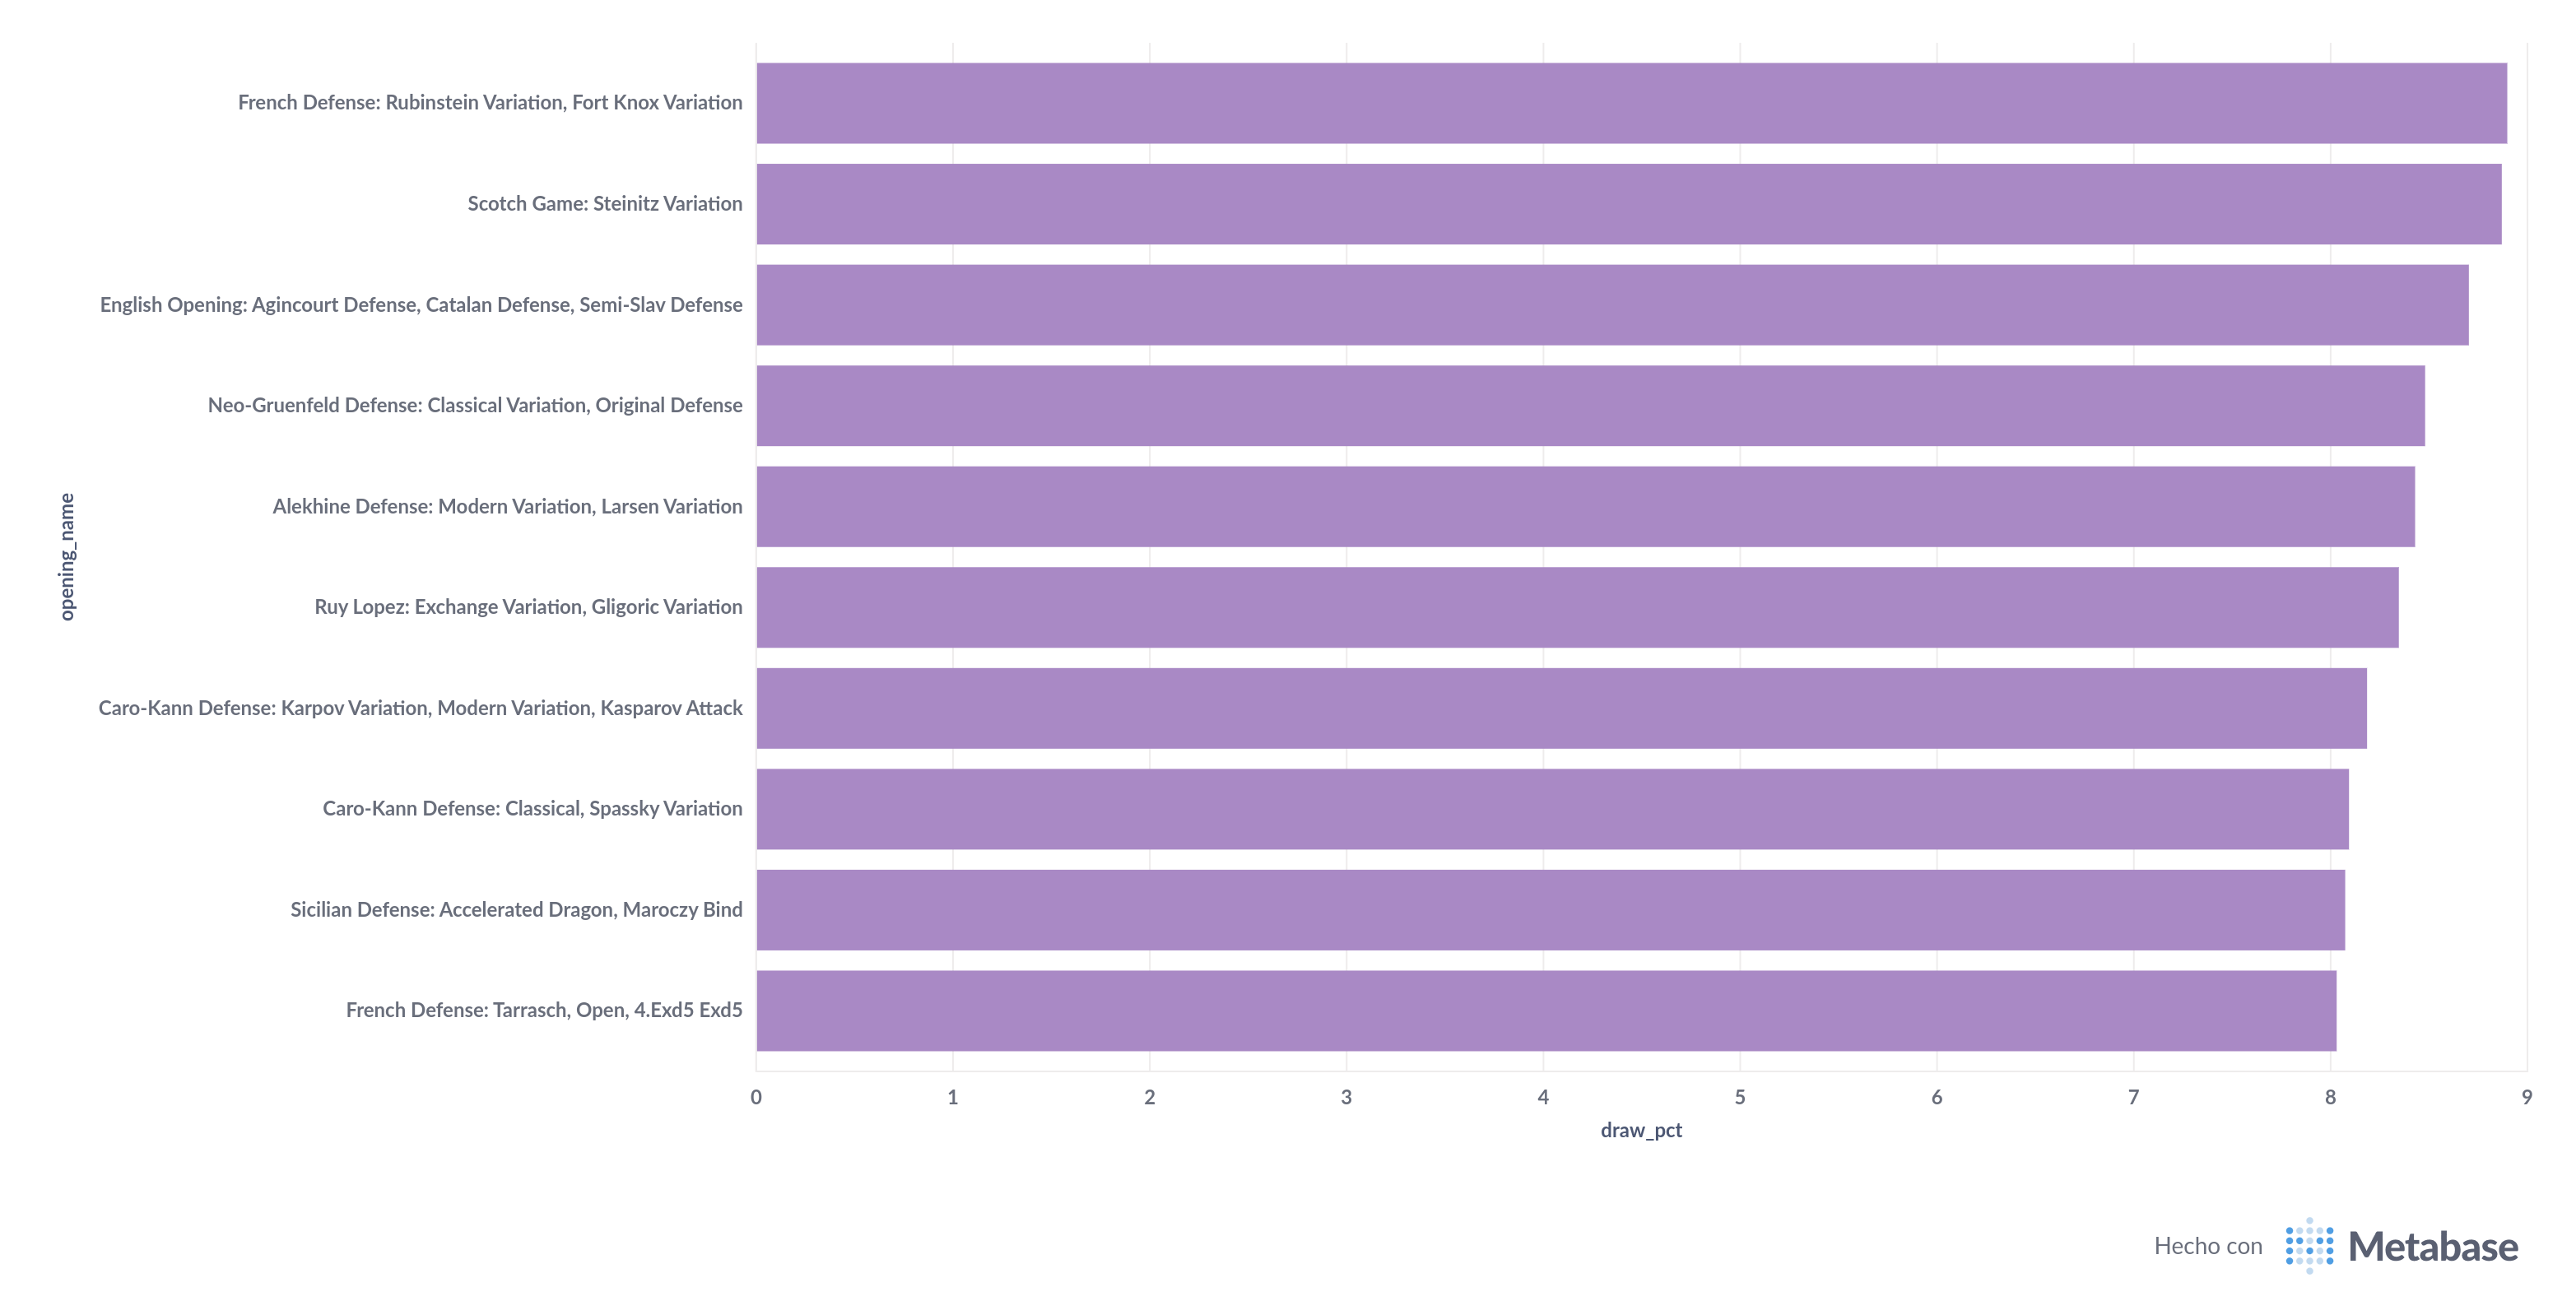 French Defense: Rubinstein Variation, Fort Knox Variation
Scotch Game: Steinitz Variation
English Opening: Agincourt Defense, Catalan Defense, Semi-Slav Defense
Neo-Gruenfeld Defense: Classical Variation, Original Defense
Alekhine Defense: Modern Variation, Larsen Variation
Ruy Lopez: Exchange Variation, Gligoric Variation
Caro-Kann Defense: Karpov Variation, Modern Variation, Kasparov Attack
Caro-Kann Defense: Classical, Spassky Variation
Sicilian Defense: Accelerated Dragon, Maroczy Bind
French Defense: Tarrasch, Open, 4.Exd5 Exd5
opening_name
0 1 2 3 4 5 6 7 8 9
draw_pct
Hecho con Metabase